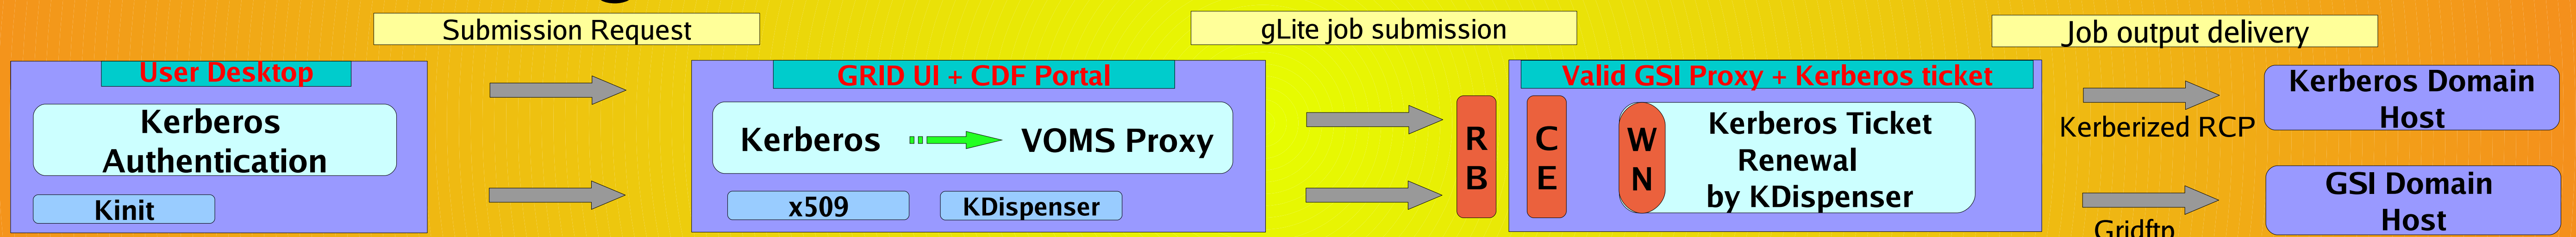 Submission Request
gLite job submission
Job output delivery
User Desktop
Kerberos
Authentication
Kinit
GRID UI + CDF Portal
Kerberos
VOMS Proxy
x509
KDispenser
R
B
Valid GSI Proxy + Kerberos ticket
C
E
W
N
Kerberos Ticket
Renewal
by KDispenser
Kerberized RCP
Gridftp
Kerberos Domain
Host
GSI Domain
Host